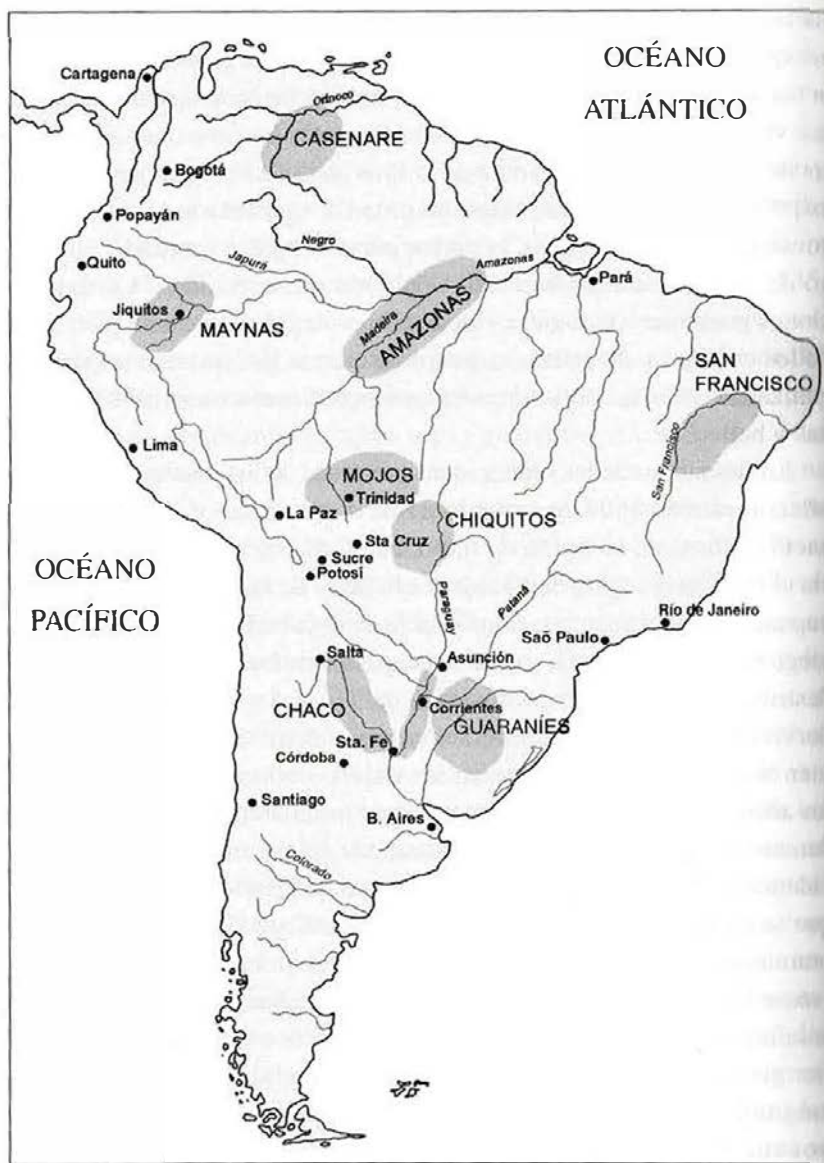 OCÉANO
ATLÁNTICO
Cartagena
Orinoco
CASENARE
Bogotá
Popayán
Negro
Japurá
Quito
Amazonas
Pará
Jiquitos
MAYNAS
Madeira
AMAZONAS
SAN
FRANCISCO
San Francisco
Lima
MOJOS
Trinidad
La Paz
CHIQUITOS
Sta Cruz
Sucre
Potosí
OCÉANO
PACÍFICO
Paraguay
Pataná
Río de Janeiro
Saõ Paulo
Salta
Asunción
Corrientes
CHACO
GUARANÍES
Sta. Fe
Córdoba
Santiago
B. Aires
Colorado